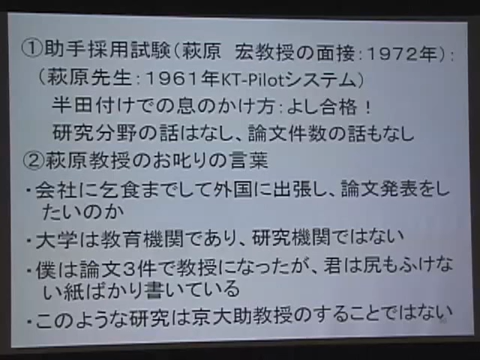 ①助手採用試験(萩原　宏教授の面接:1972年):
(萩原先生:1961年KT-Pilotシステム)
半田付けでの息のかけ方:よし合格!
研究分野の話はなし、論文件数の話もなし
②萩原教授のお叱りの言葉
・会社に乞食までして外国に出張し、論文発表をし
たいのか
・大学は教育機関であり、研究機関ではない
・僕は論文3件で教授になったが、君は尻もふけな
い紙ばかり書いている
・このような研究は京大助教授のすることではない